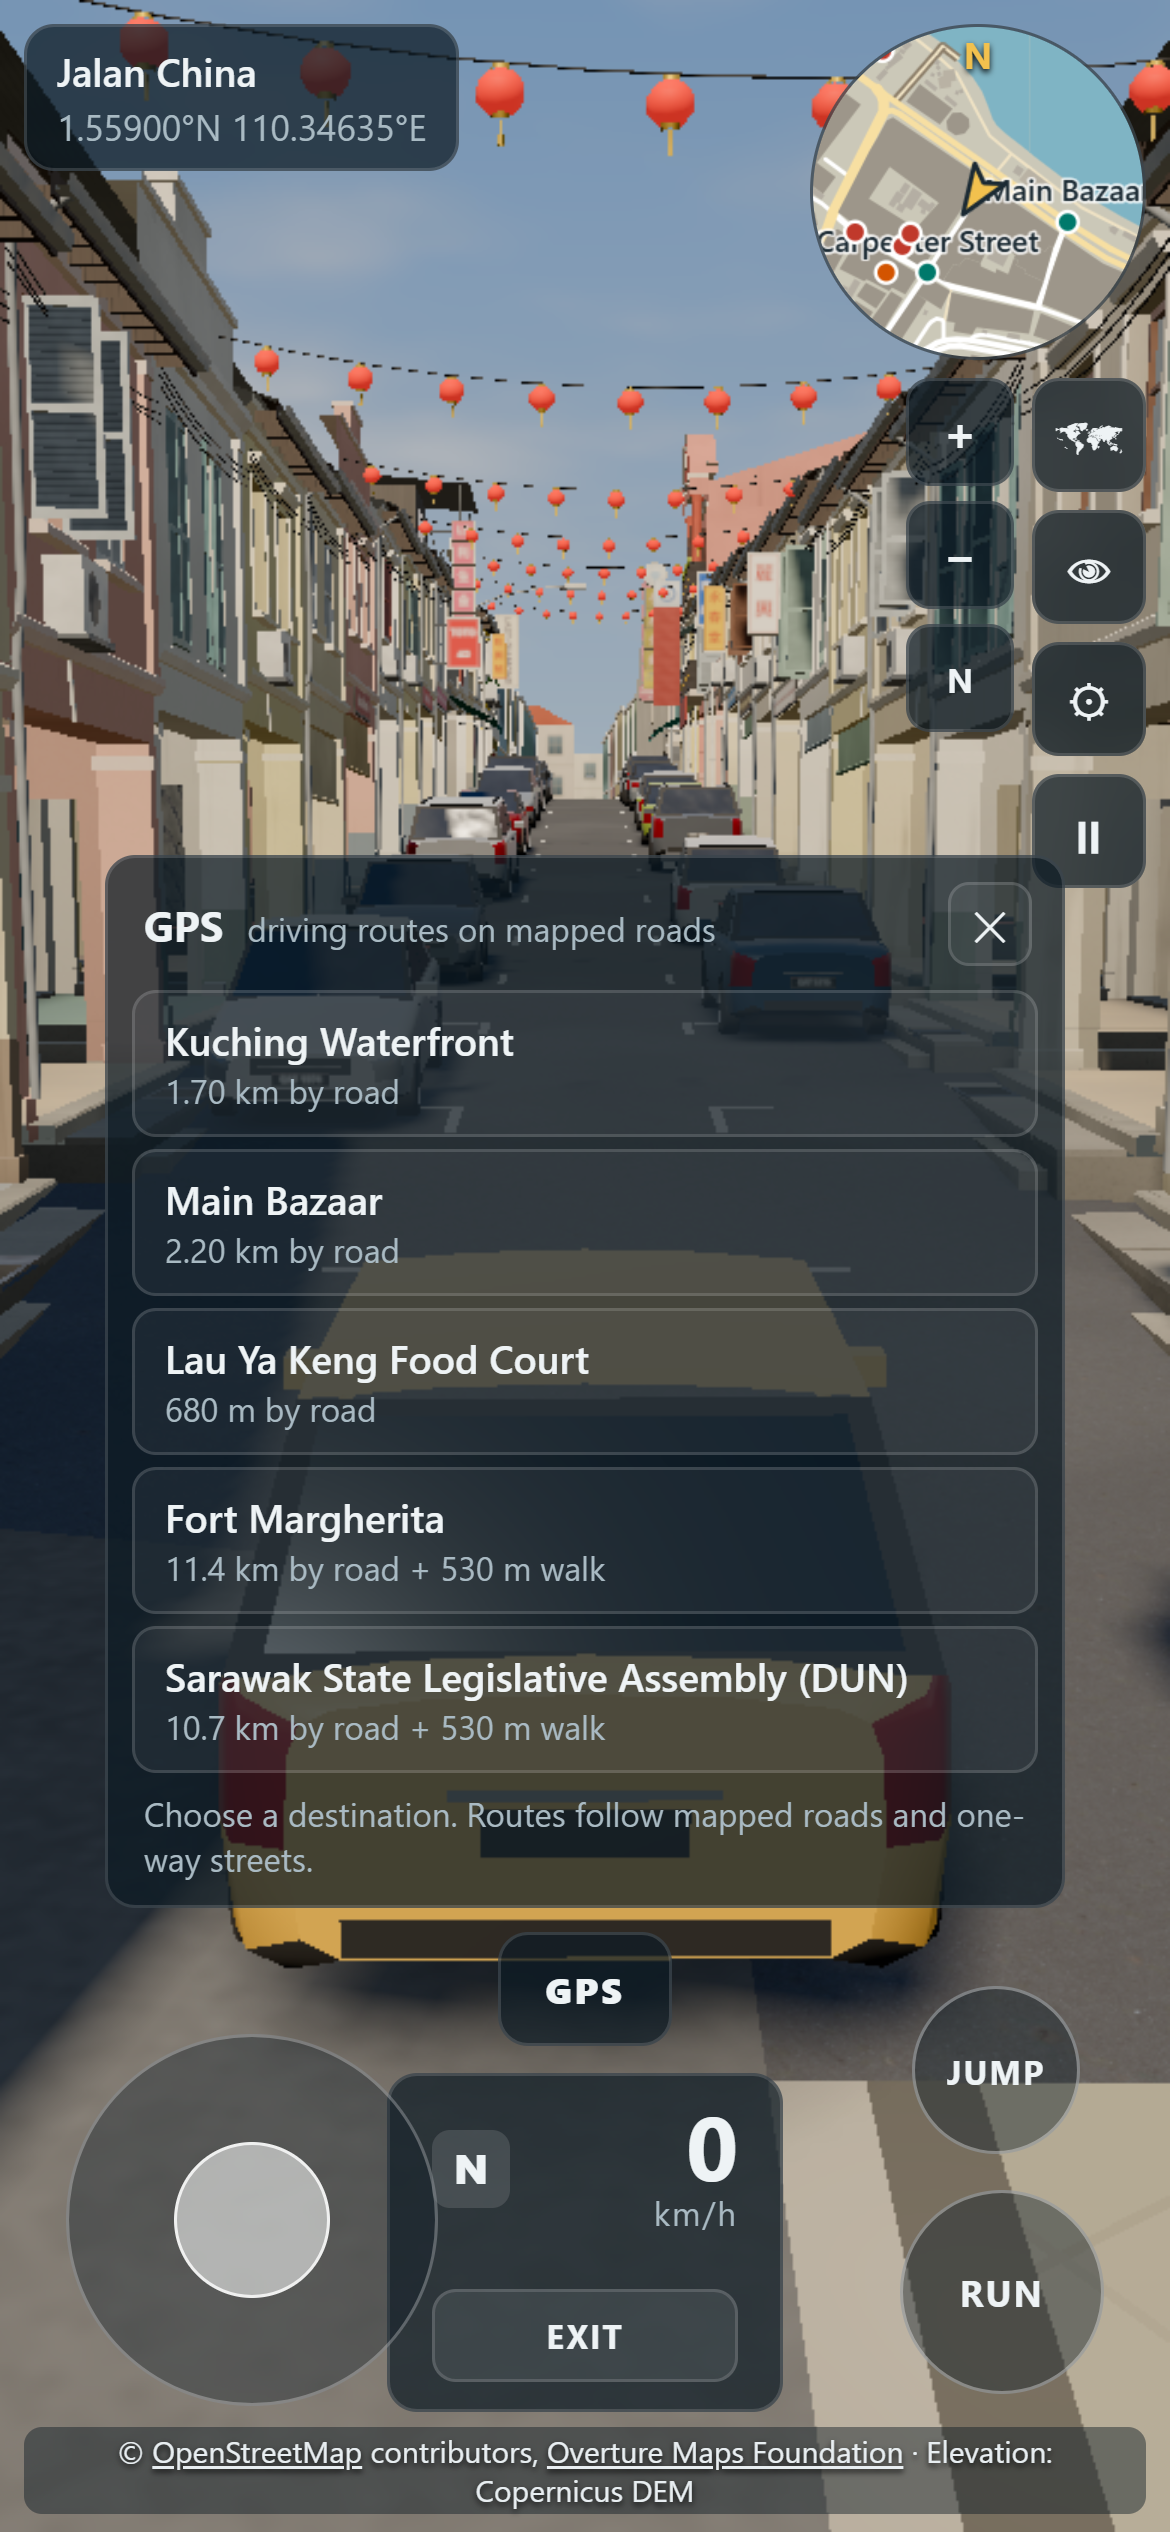 Jalan China
1.55900°N 110.34635°E
N
Main Bazaa
Carpenter Street
+
−
N
GPS driving routes on mapped roads
Kuching Waterfront
1.70 km by road
Main Bazaar
2.20 km by road
Lau Ya Keng Food Court
680 m by road
Fort Margherita
11.4 km by road + 530 m walk
Sarawak State Legislative Assembly (DUN)
10.7 km by road + 530 m walk
Choose a destination. Routes follow mapped roads and one-
way streets.
GPS
JUMP
N
0
km/h
RUN
EXIT
© OpenStreetMap contributors, Overture Maps Foundation · Elevation:
Copernicus DEM